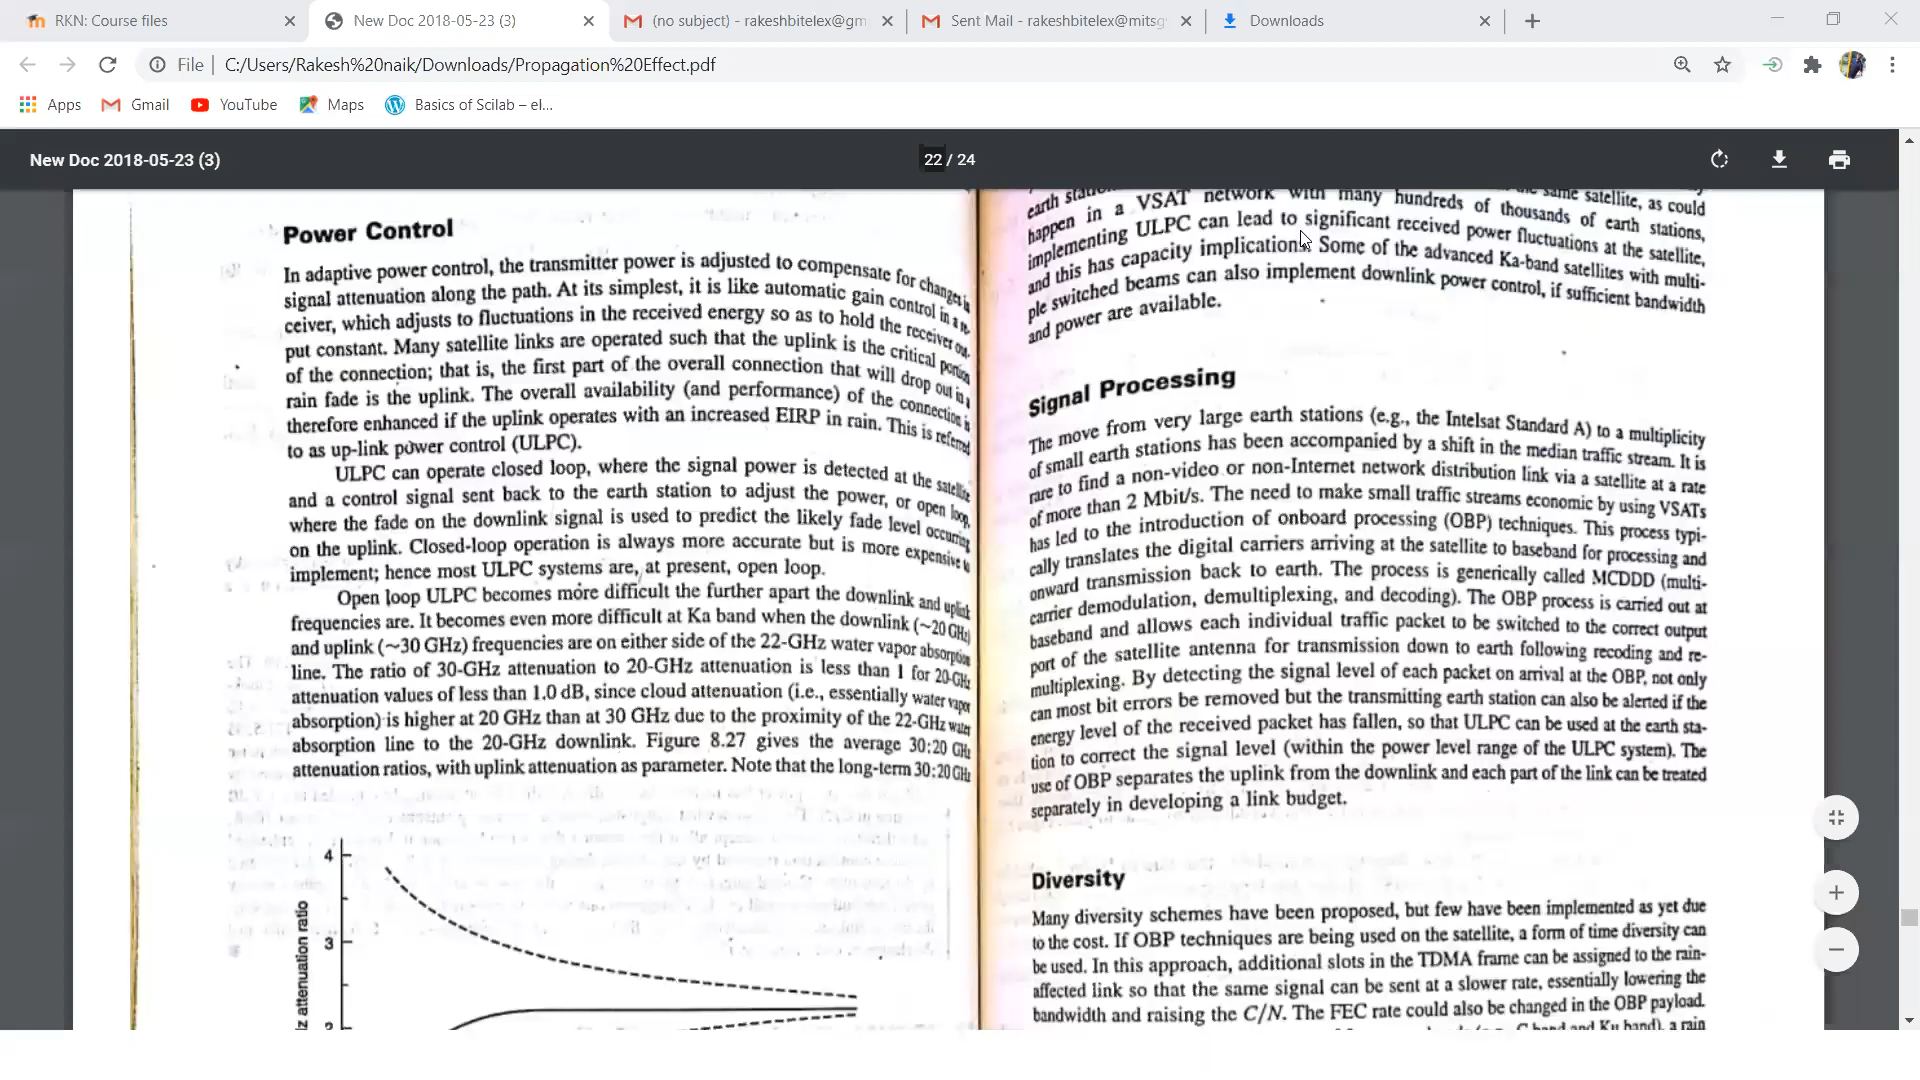 RKN: Course files
New Doc 2018-05-23 (3)
(no subject) - rakeshbitelex@gm
Sent Mail - rakeshbitelex@mitsg
Downloads
File | C:/Users/Rakesh%20naik/Downloads/Propagation%20Effect.pdf
Apps
Gmail
YouTube
Maps
Basics of Scilab – el...
New Doc 2018-05-23 (3)
22 / 24
Power Control
In adaptive power control, the transmitter power is adjusted to compensate for changes in
signal attenuation along the path. At its simplest, it is like automatic gain control in a re-
ceiver, which adjusts to fluctuations in the received energy so as to hold the receiver out-
put constant. Many satellite links are operated such that the uplink is the critical portion
of the connection; that is, the first part of the overall connection that will drop out in a
rain fade is the uplink. The overall availability (and performance) of the connection is
therefore enhanced if the uplink operates with an increased EIRP in rain. This is referred
to as up-link power control (ULPC).
ULPC can operate closed loop, where the signal power is detected at the satellite
and a control signal sent back to the earth station to adjust the power, or open loop,
where the fade on the downlink signal is used to predict the likely fade level occurring
on the uplink. Closed-loop operation is always more accurate but is more expensive to
implement; hence most ULPC systems are, at present, open loop.
Open loop ULPC becomes more difficult the further apart the downlink and uplink
frequencies are. It becomes even more difficult at Ka band when the downlink (~20 GHz)
and uplink (~30 GHz) frequencies are on either side of the 22-GHz water vapor absorption
line. The ratio of 30-GHz attenuation to 20-GHz attenuation is less than 1 for 20-GHz
attenuation values of less than 1.0 dB, since cloud attenuation (i.e., essentially water vapor
absorption) is higher at 20 GHz than at 30 GHz due to the proximity of the 22-GHz water
absorption line to the 20-GHz downlink. Figure 8.27 gives the average 30:20 GHz
attenuation ratios, with uplink attenuation as parameter. Note that the long-term 30:20 GHz
4
3
2
attenuation ratio
earth station
the same satellite, as could
happen in a VSAT network with many hundreds of thousands of earth stations,
implementing ULPC can lead to significant received power fluctuations at the satellite,
and this has capacity implications. Some of the advanced Ka-band satellites with multi-
ple switched beams can also implement downlink power control, if sufficient bandwidth
and power are available.
Signal Processing
The move from very large earth stations (e.g., the Intelsat Standard A) to a multiplicity
of small earth stations has been accompanied by a shift in the median traffic stream. It is
rare to find a non-video or non-Internet network distribution link via a satellite at a rate
of more than 2 Mbit/s. The need to make small traffic streams economic by using VSATs
has led to the introduction of onboard processing (OBP) techniques. This process typi-
cally translates the digital carriers arriving at the satellite to baseband for processing and
onward transmission back to earth. The process is generically called MCDDD (multi-
carrier demodulation, demultiplexing, and decoding). The OBP process is carried out at
baseband and allows each individual traffic packet to be switched to the correct output
port of the satellite antenna for transmission down to earth following recoding and re-
multiplexing. By detecting the signal level of each packet on arrival at the OBP, not only
can most bit errors be removed but the transmitting earth station can also be alerted if the
energy level of the received packet has fallen, so that ULPC can be used at the earth sta-
tion to correct the signal level (within the power level range of the ULPC system). The
use of OBP separates the uplink from the downlink and each part of the link can be treated
separately in developing a link budget.
Diversity
Many diversity schemes have been proposed, but few have been implemented as yet due
to the cost. If OBP techniques are being used on the satellite, a form of time diversity can
be used. In this approach, additional slots in the TDMA frame can be assigned to the rain-
affected link so that the same signal can be sent at a slower rate, essentially lowering the
bandwidth and raising the C/N. The FEC rate could also be changed in the OBP payload.
C band and Ku band), a rain